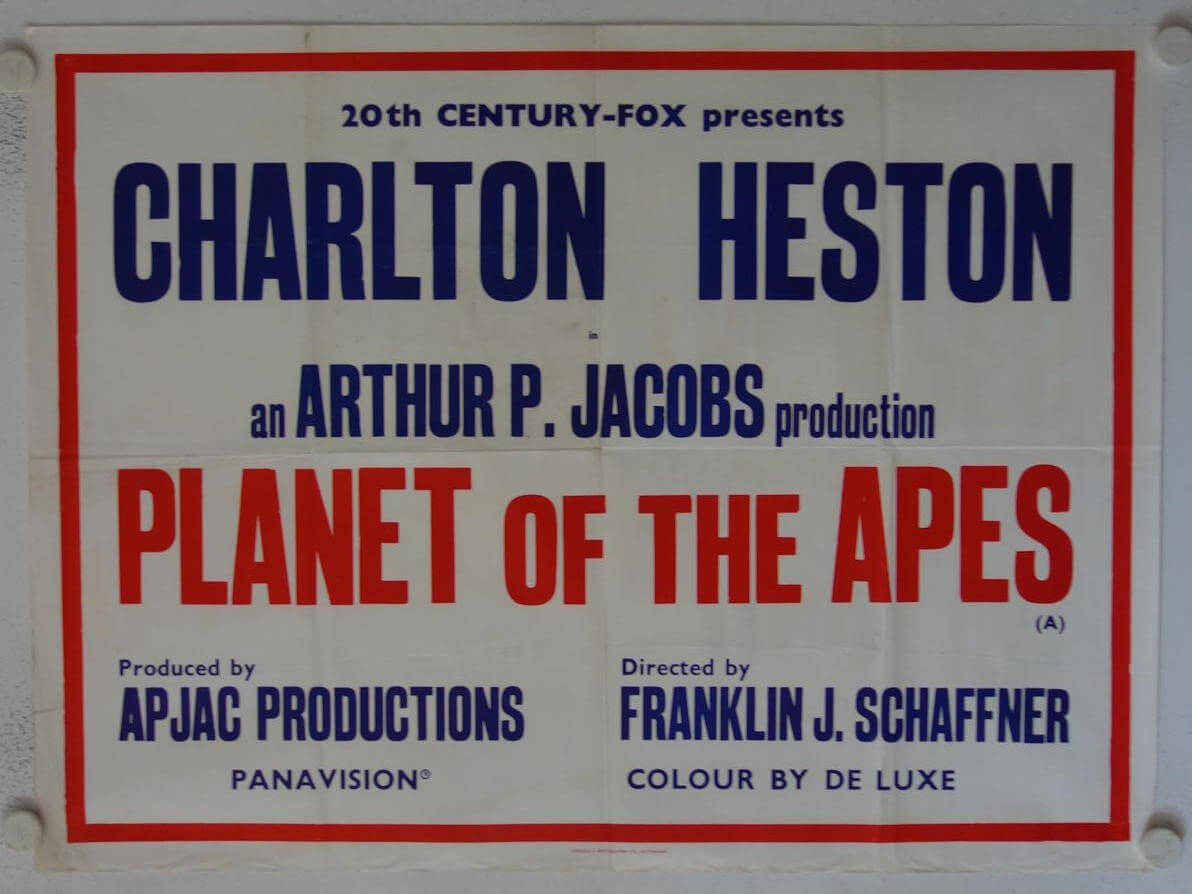 20th CENTURY-FOX presents
CHARLTON HESTON
in
an ARTHUR P. JACOBS production
PLANET OF THE APES
(A)
Produced by
APJAC PRODUCTIONS
PANAVISION®
Directed by
FRANKLIN J. SCHAFFNER
COLOUR BY DE LUXE